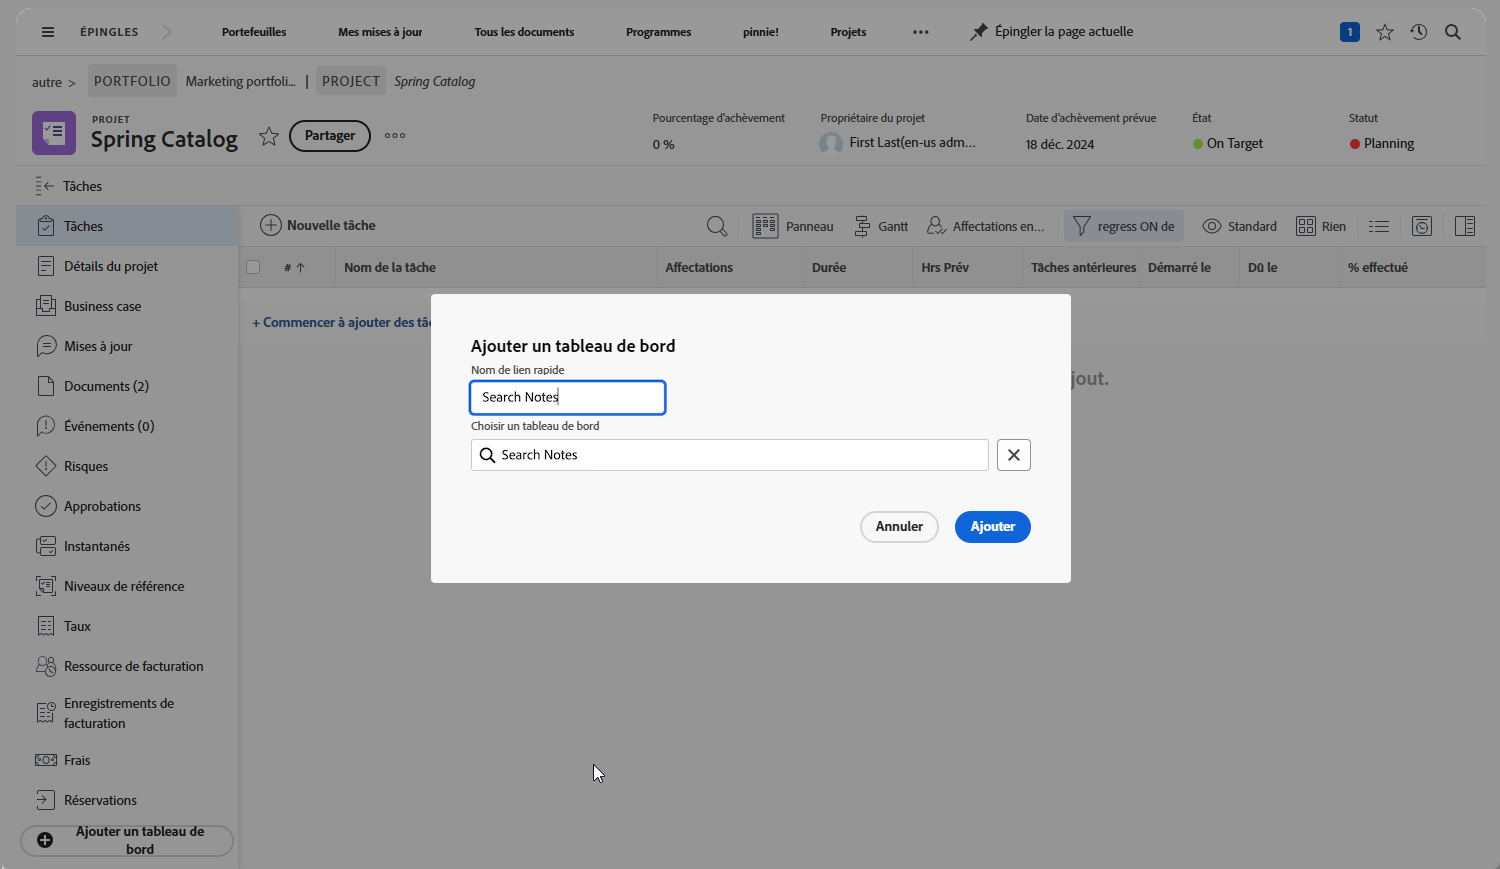 ÉPINGLES
Portefeuilles
Mes mises à jour
Tous les documents
Programmes
pinnie!
Projets
Épingler la page actuelle
1
autre >
PORTFOLIO
Marketing portfoli... |
PROJECT
Spring Catalog
PROJET
Spring Catalog
Partager
Pourcentage d'achèvement
0 %
Propriétaire du projet
First Last(en-us adm...
Date d'achèvement prévue
18 déc. 2024
État
On Target
Statut
Planning
Tâches
Tâches
Détails du projet
Business case
Mises à jour
Documents (2)
Événements (0)
Risques
Approbations
Instantanés
Niveaux de référence
Taux
Ressource de facturation
Enregistrements de
facturation
Frais
Réservations
Ajouter un tableau de
bord
Nouvelle tâche
Panneau
Gantt
Affectations en...
regress ON de
Standard
Rien
#
Nom de la tâche
Affectations
Durée
Hrs Prév
Tâches antérieures
Démarré le
Dû le
% effectué
+ Commencer à ajouter des tâc
jout.
Ajouter un tableau de bord
Nom de lien rapide
Search Notes
Choisir un tableau de bord
Search Notes
Annuler
Ajouter